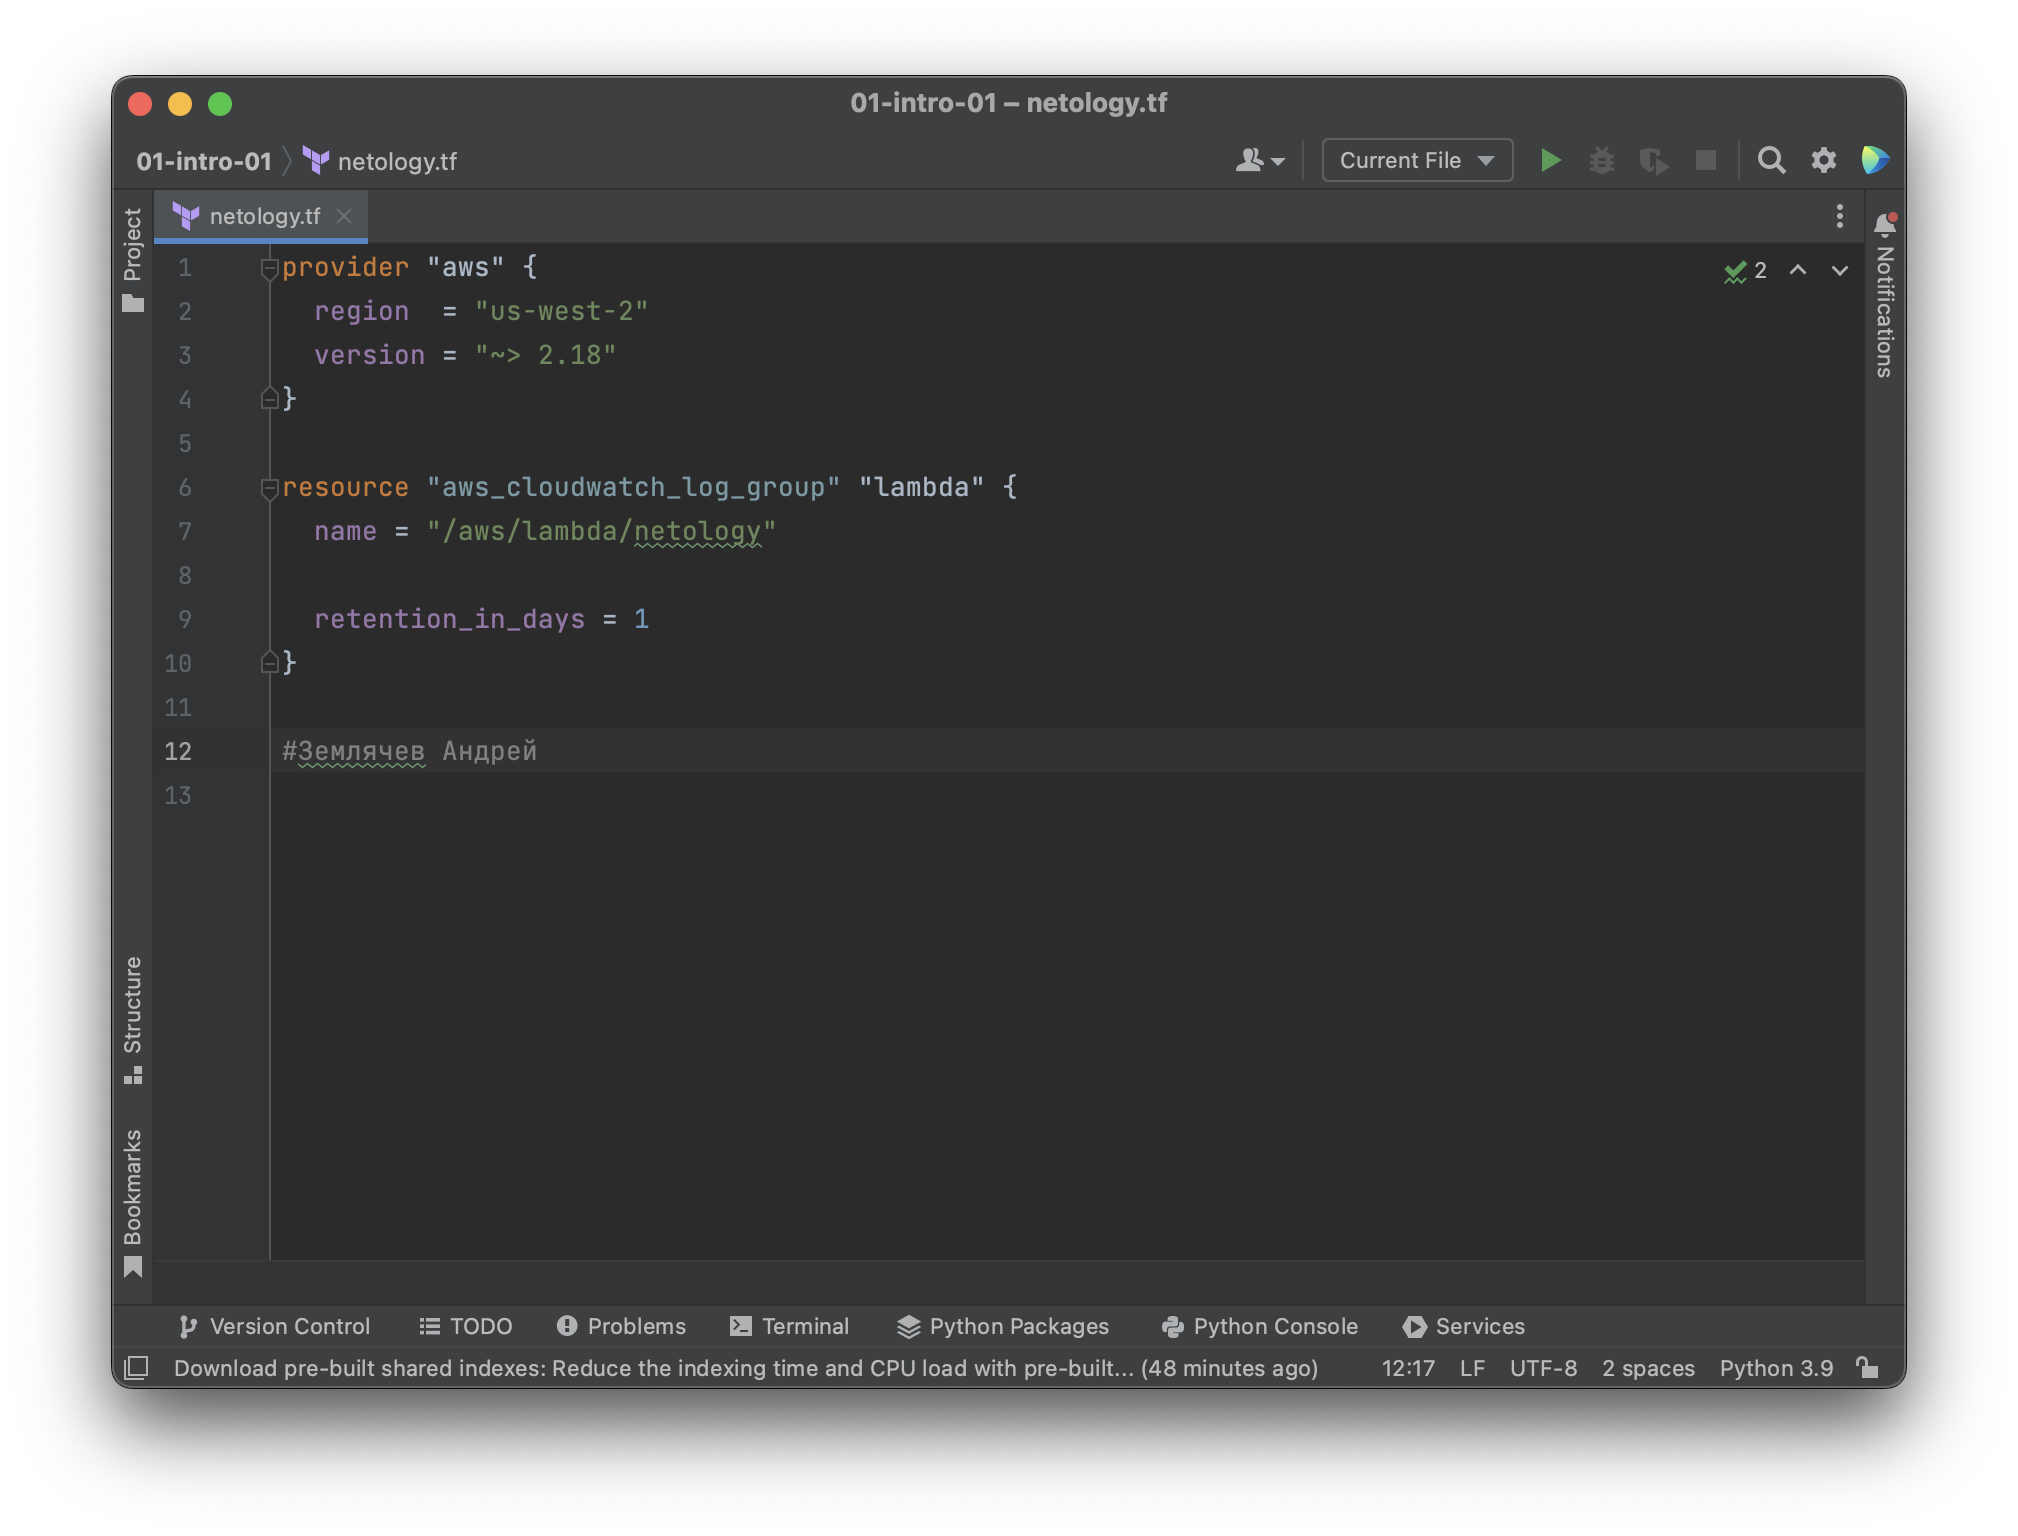 01-intro-01 – netology.tf
01-intro-01 netology.tf
Current File
netology.tf
Project
Notifications
2
1 provider "aws" {
2   region  = "us-west-2"
3   version = "~> 2.18"
4 }
5
6 resource "aws_cloudwatch_log_group" "lambda" {
7   name = "/aws/lambda/netology"
8
9   retention_in_days = 1
10 }
11
12 #Землячев Андрей
13
Structure
Bookmarks
Version Control TODO Problems Terminal Python Packages Python Console Services
Download pre-built shared indexes: Reduce the indexing time and CPU load with pre-built... (48 minutes ago) 12:17 LF UTF-8 2 spaces Python 3.9